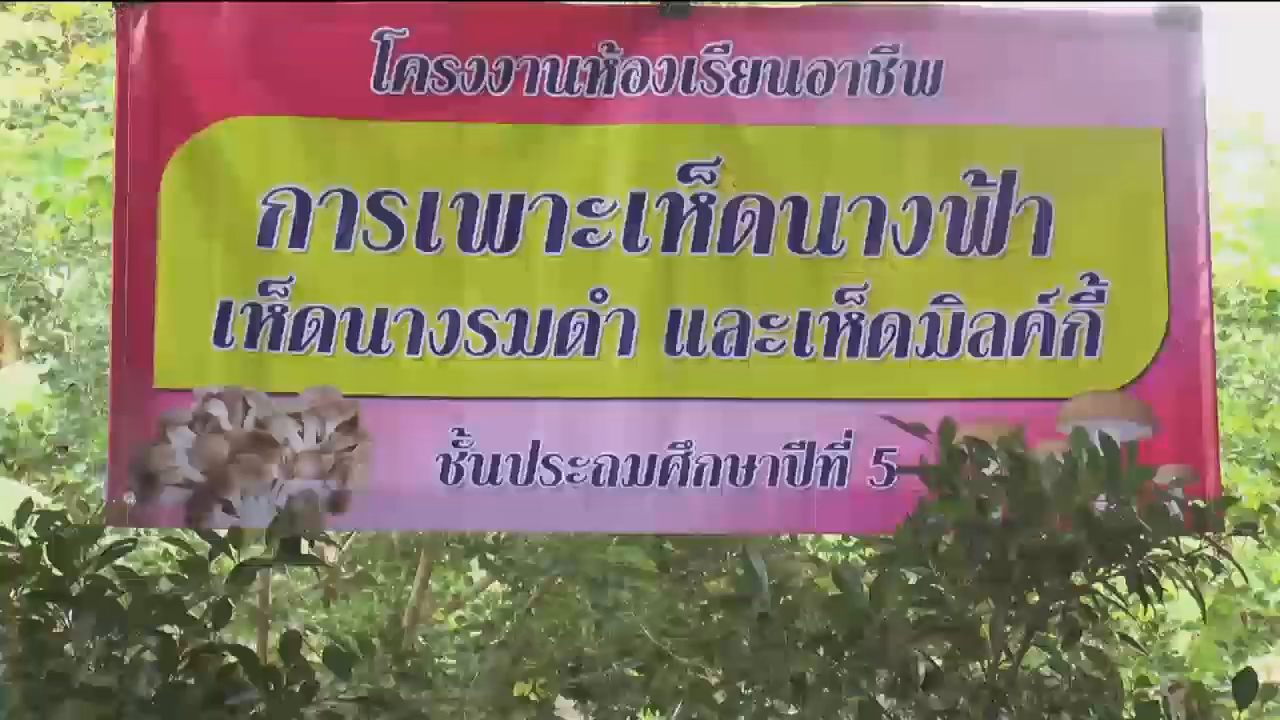 โครงงานห้องเรียนอาชีพ
การเพาะเห็ดนางฟ้า
เห็ดนางรมดำ และเห็ดมิลค์กี้
ชั้นประถมศึกษาปีที่ 5